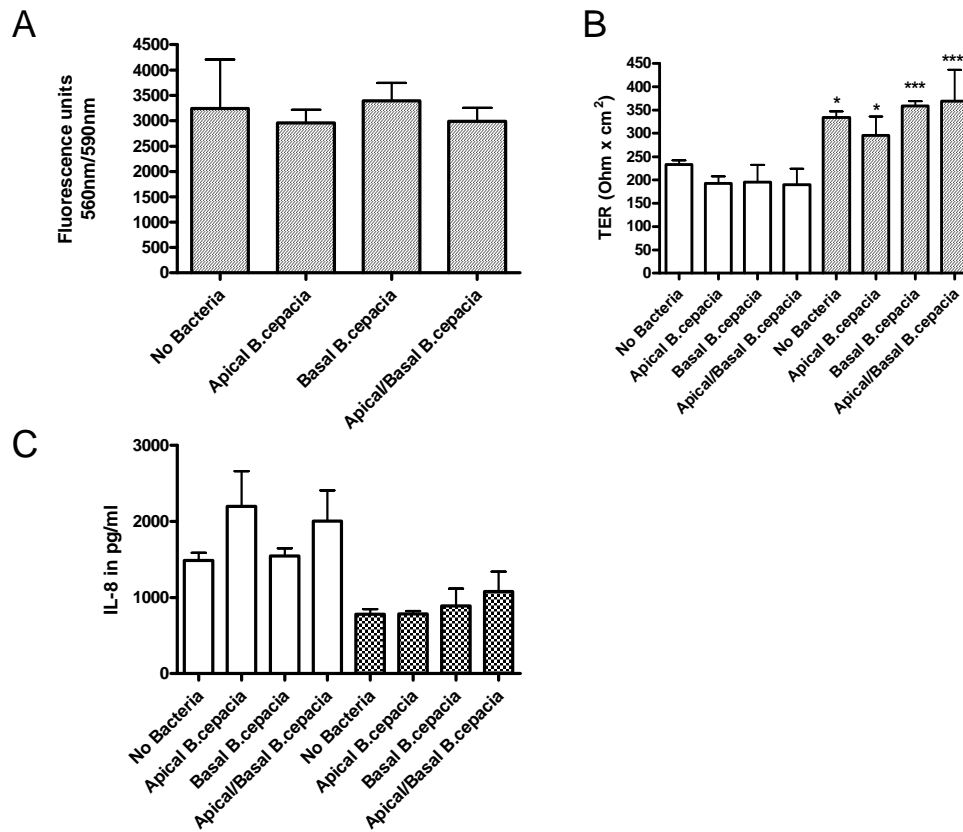 A
Fluorescence units
560nm/590nm
4500
4000
3500
3000
2500
2000
1500
1000
500
0
No Bacteria
Apical B.cepacia
Basal B.cepacia
Apical/Basal B.cepacia
B
TER (Ohm x cm²)
450
400
350
300
250
200
150
100
50
0
*
*
***
***
No Bacteria
Apical B.cepacia
Basal B.cepacia
Apical/Basal B.cepacia
No Bacteria
Apical B.cepacia
Basal B.cepacia
Apical/Basal B.cepacia
C
IL-8 in pg/ml
3000
2000
1000
0
No Bacteria
Apical B.cepacia
Basal B.cepacia
Apical/Basal B.cepacia
No Bacteria
Apical B.cepacia
Basal B.cepacia
Apical/Basal B.cepacia